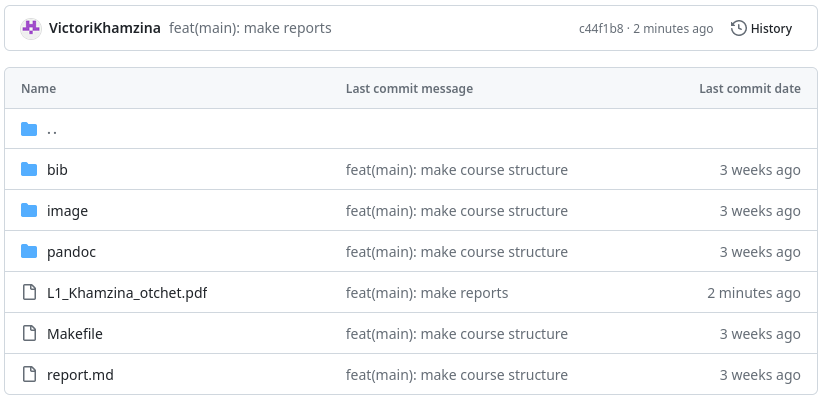 VictoriKhamzina feat(main): make reports c44f1b8 · 2 minutes ago History
Name Last commit message Last commit date
..
bib feat(main): make course structure 3 weeks ago
image feat(main): make course structure 3 weeks ago
pandoc feat(main): make course structure 3 weeks ago
L1_Khamzina_otchet.pdf feat(main): make reports 2 minutes ago
Makefile feat(main): make course structure 3 weeks ago
report.md feat(main): make course structure 3 weeks ago